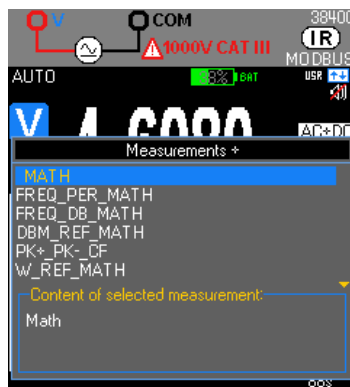 V COM 38400
1000V CAT III (IR)
MODBUS
AUTO BAT USR
V AC+DC
Measurements +
MATH
FREQ_PER_MATH
FREQ_DB_MATH
DBM_REF_MATH
PK+_PK-_CF
W_REF_MATH
Content of selected measurement:
Math